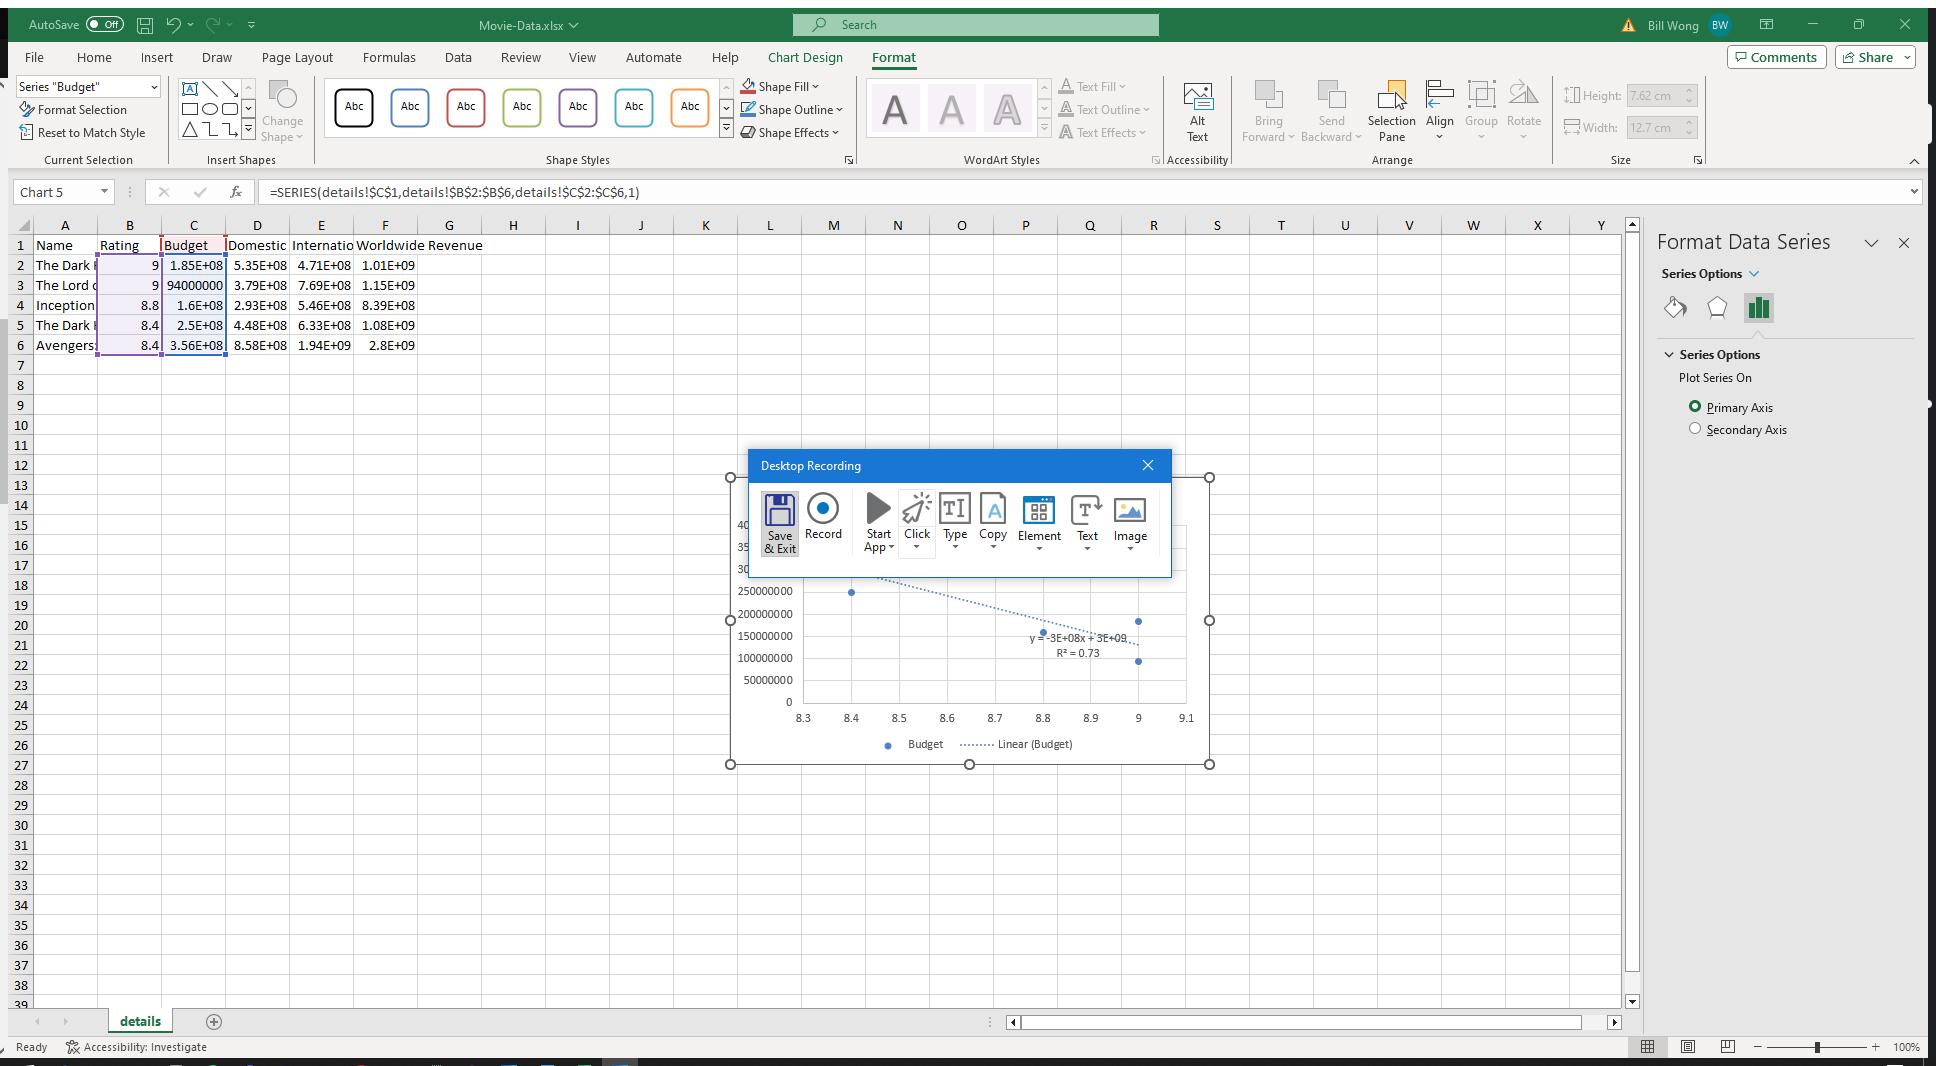 AutoSave Off Movie-Data.xlsx Search Bill Wong BW
File Home Insert Draw Page Layout Formulas Data Review View Automate Help Chart Design Format Comments Share
Series "Budget"
Format Selection
Reset to Match Style
Current Selection
Change
Shape
Insert Shapes
Abc Abc Abc Abc Abc Abc Abc
Shape Fill
Shape Outline
Shape Effects
Shape Styles
A A A
Text Fill
Text Outline
Text Effects
WordArt Styles
Alt
Text
Accessibility
Bring
Forward
Send
Backward
Selection
Pane
Align
Group
Rotate
Arrange
Height: 7.62 cm
Width: 12.7 cm
Size
Chart 5 fx =SERIES(details!$C$1,details!$B$2:$B$6,details!$C$2:$C$6,1)
A B C D E F G H I J K L M N O P Q R S T U V W X Y
1 Name Rating Budget Domestic Internatio Worldwide Revenue
2 The Dark 9 1.85E+08 5.35E+08 4.71E+08 1.01E+09
3 The Lord 9 94000000 3.79E+08 7.69E+08 1.15E+09
4 Inception 8.8 1.6E+08 2.93E+08 5.46E+08 8.39E+08
5 The Dark 8.4 2.5E+08 4.48E+08 6.33E+08 1.08E+09
6 Avengers: 8.4 3.56E+08 8.58E+08 1.94E+09 2.8E+09
7
8
9
10
11
12
13
14
15
16
17
18
19
20
21
22
23
24
25
26
27
28
29
30
31
32
33
34
35
36
37
38
39
Desktop Recording
Save
& Exit
Record
Start
App
Click
Type
Copy
Element
Text
Image
40
35
30
250000000
200000000
150000000
100000000
50000000
0
y = -3E+08x + 3E+09
R² = 0.73
8.3 8.4 8.5 8.6 8.7 8.8 8.9 9 9.1
Budget Linear (Budget)
Format Data Series
Series Options
Series Options
Plot Series On
Primary Axis
Secondary Axis
details
Ready Accessibility: Investigate 100%